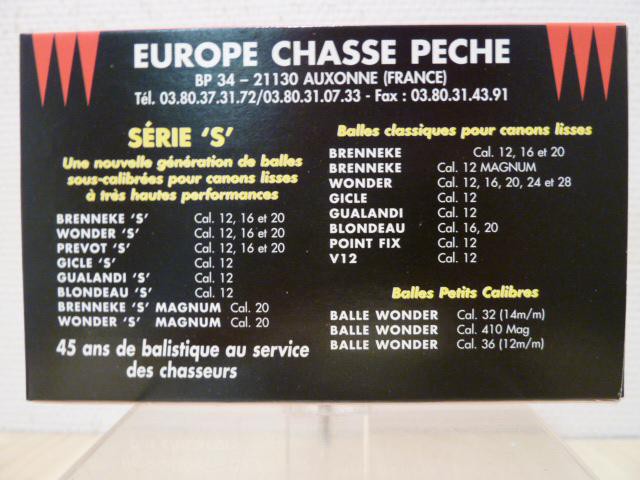 EUROPE CHASSE PECHE
BP 34 – 21130 AUXONNE (FRANCE)
Tél. 03.80.37.31.72/03.80.31.07.33 - Fax : 03.80.31.43.91
SÉRIE 'S'
Une nouvelle génération de balles
sous-calibrées pour canons lisses
à très hautes performances
BRENNEKE 'S' Cal. 12, 16 et 20
WONDER 'S' Cal. 12, 16 et 20
PREVOT 'S' Cal. 12, 16 et 20
GICLE 'S' Cal. 12
GUALANDI 'S' Cal. 12
BLONDEAU 'S' Cal. 12
BRENNEKE 'S' MAGNUM Cal. 20
WONDER 'S' MAGNUM Cal. 20
45 ans de balistique au service
des chasseurs
Balles classiques pour canons lisses
BRENNEKE Cal. 12, 16 et 20
BRENNEKE Cal. 12 MAGNUM
WONDER Cal. 12, 16, 20, 24 et 28
GICLE Cal. 12
GUALANDI Cal. 12
BLONDEAU Cal. 16, 20
POINT FIX Cal. 12
V12 Cal. 12
Balles Petits Calibres
BALLE WONDER Cal. 32 (14m/m)
BALLE WONDER Cal. 410 Mag
BALLE WONDER Cal. 36 (12m/m)